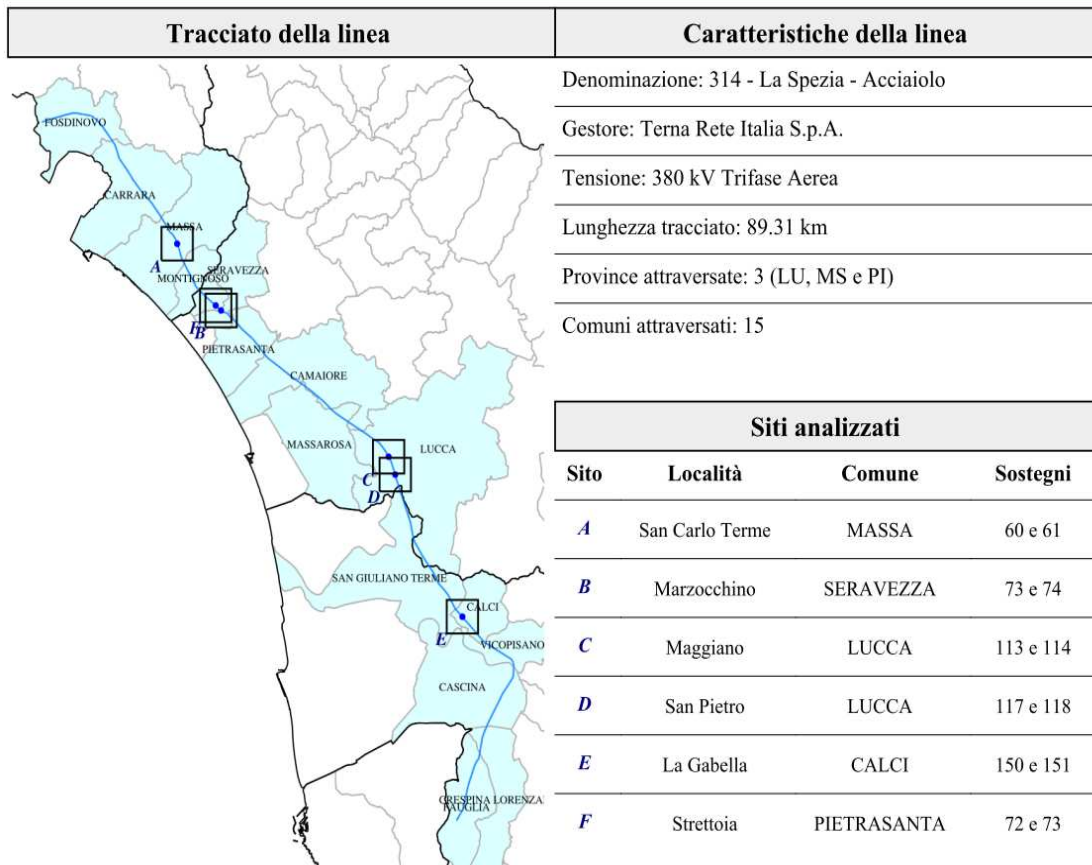 Tracciato della linea
FOSDINOVO
CARRARA
MASSA
A
SERAVEZZA
MONTIGNOSO
B
PIETRASANTA
CAMAIORE
MASSAROSA
LUCCA
C
D
SAN GIULIANO TERME
CALCI
E
VICOPISANO
CASCINA
CRESPINA LORENZA
Caratteristiche della linea
Denominazione: 314 - La Spezia - Acciaiolo
Gestore: Terna Rete Italia S.p.A.
Tensione: 380 kV Trifase Aerea
Lunghezza tracciato: 89.31 km
Province attraversate: 3 (LU, MS e PI)
Comuni attraversati: 15
Siti analizzati
Sito Località Comune Sostegni
A San Carlo Terme MASSA 60 e 61
B Marzocchino SERAVEZZA 73 e 74
C Maggiano LUCCA 113 e 114
D San Pietro LUCCA 117 e 118
E La Gabella CALCI 150 e 151
F Strettoia PIETRASANTA 72 e 73